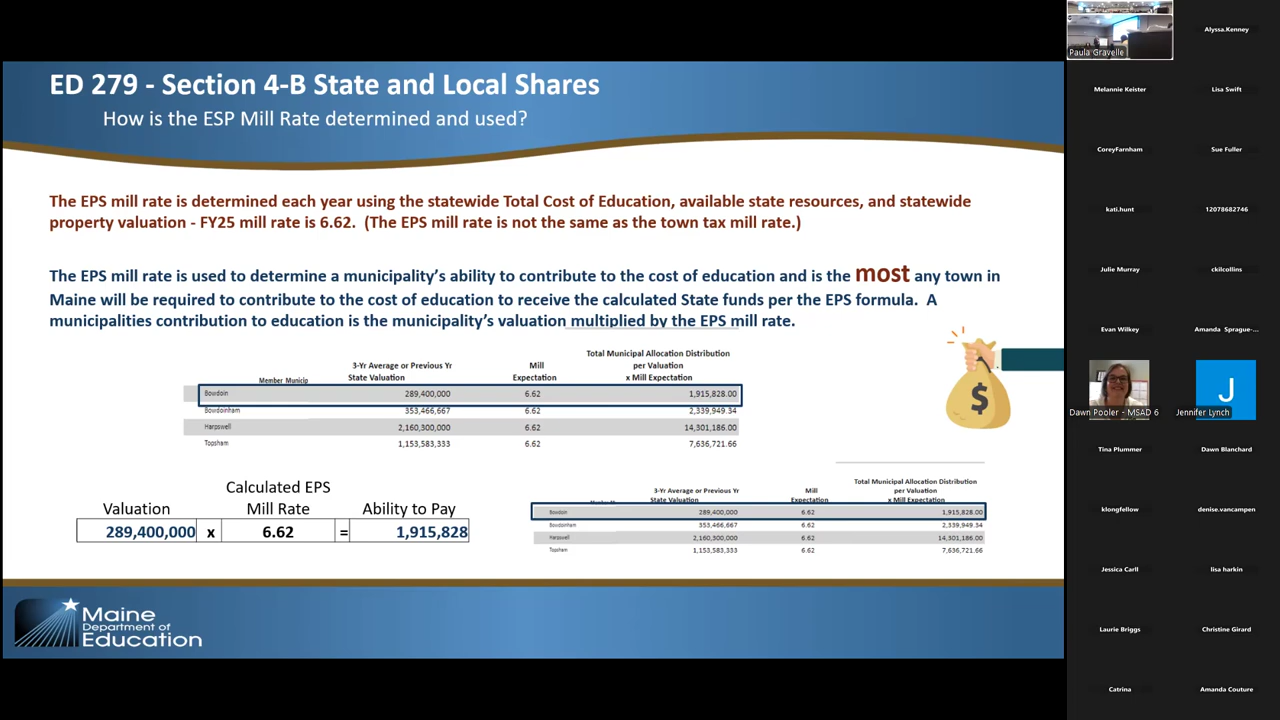 ED 279 - Section 4-B State and Local Shares
How is the ESP Mill Rate determined and used?
The EPS mill rate is determined each year using the statewide Total Cost of Education, available state resources, and statewide
property valuation - FY25 mill rate is 6.62. (The EPS mill rate is not the same as the town tax mill rate.)
The EPS mill rate is used to determine a municipality's ability to contribute to the cost of education and is the most any town in
Maine will be required to contribute to the cost of education to receive the calculated State funds per the EPS formula. A
municipalities contribution to education is the municipality's valuation multiplied by the EPS mill rate.
Total Municipal Allocation Distribution
3-Yr Average or Previous Yr Mill per Valuation
Member Municip State Valuation Expectation x Mill Expectation
Bowdoin 289,400,000 6.62 1,915,828.00
Bowdoinham 353,466,667 6.62 2,339,949.34
Harpswell 2,160,300,000 6.62 14,301,186.00
Topsham 1,153,583,333 6.62 7,636,721.66
$
Calculated EPS
Valuation Mill Rate Ability to Pay
289,400,000 x 6.62 = 1,915,828
Total Municipal Allocation Distribution
3-Yr Average or Previous Yr Mill per Valuation
State Valuation Expectation x Mill Expectation
Bowdoin 289,400,000 6.62 1,915,828.00
Bowdoinham 353,466,667 6.62 2,339,949.34
Harpswell 2,160,300,000 6.62 14,301,186.00
Topsham 1,153,583,333 6.62 7,636,721.66
Maine
Department of
Education
Paula Gravelle
Alyssa.Kenney
Melannie Keister
Lisa Swift
CoreyFarnham
Sue Fuller
kati.hunt
12078682746
Julie Murray
ckilcollins
Evan Wilkey
Amanda Sprague-...
Dawn Pooler - MSAD 6
J
Jennifer Lynch
Tina Plummer
Dawn Blanchard
klongfellow
denise.vancampen
Jessica Carll
lisa harkin
Laurie Briggs
Christine Girard
Catrina
Amanda Couture